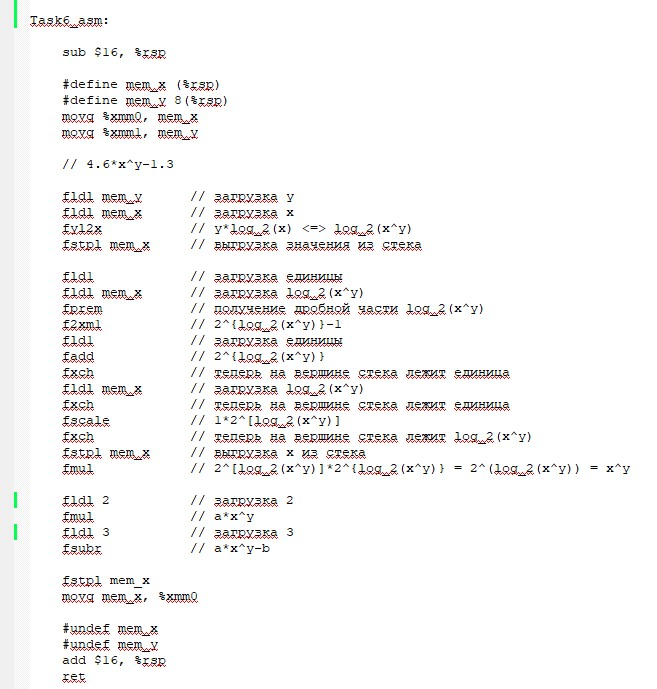 Task6_asm:
sub $16, %rsp
#define mem_x (%rsp)
#define mem_y 8(%rsp)
movq %xmm0, mem_x
movq %xmm1, mem_y
// 4.6*x^y-1.3
fldl mem_y // загрузка y
fldl mem_x // загрузка x
fyl2x // y*log_2(x) <=> log_2(x^y)
fstpl mem_x // выгрузка значения из стека
fld1 // загрузка единицы
fldl mem_x // загрузка log_2(x^y)
fprem // получение дробной части log_2(x^y)
f2xm1 // 2^{log_2(x^y)}-1
fld1 // загрузка единицы
fadd // 2^{log_2(x^y)}
fxch // теперь на вершине стека лежит единица
fldl mem_x // загрузка log_2(x^y)
fxch // теперь на вершине стека лежит единица
fscale // 1*2^[log_2(x^y)]
fxch // теперь на вершине стека лежит log_2(x^y)
fstpl mem_x // выгрузка x из стека
fmul // 2^[log_2(x^y)]*2^{log_2(x^y)} = 2^(log_2(x^y)) = x^y
fldl 2 // загрузка 2
fmul // a*x^y
fldl 3 // загрузка 3
fsubr // a*x^y-b
fstpl mem_x
movq mem_x, %xmm0
#undef mem_x
#undef mem_y
add $16, %rsp
ret